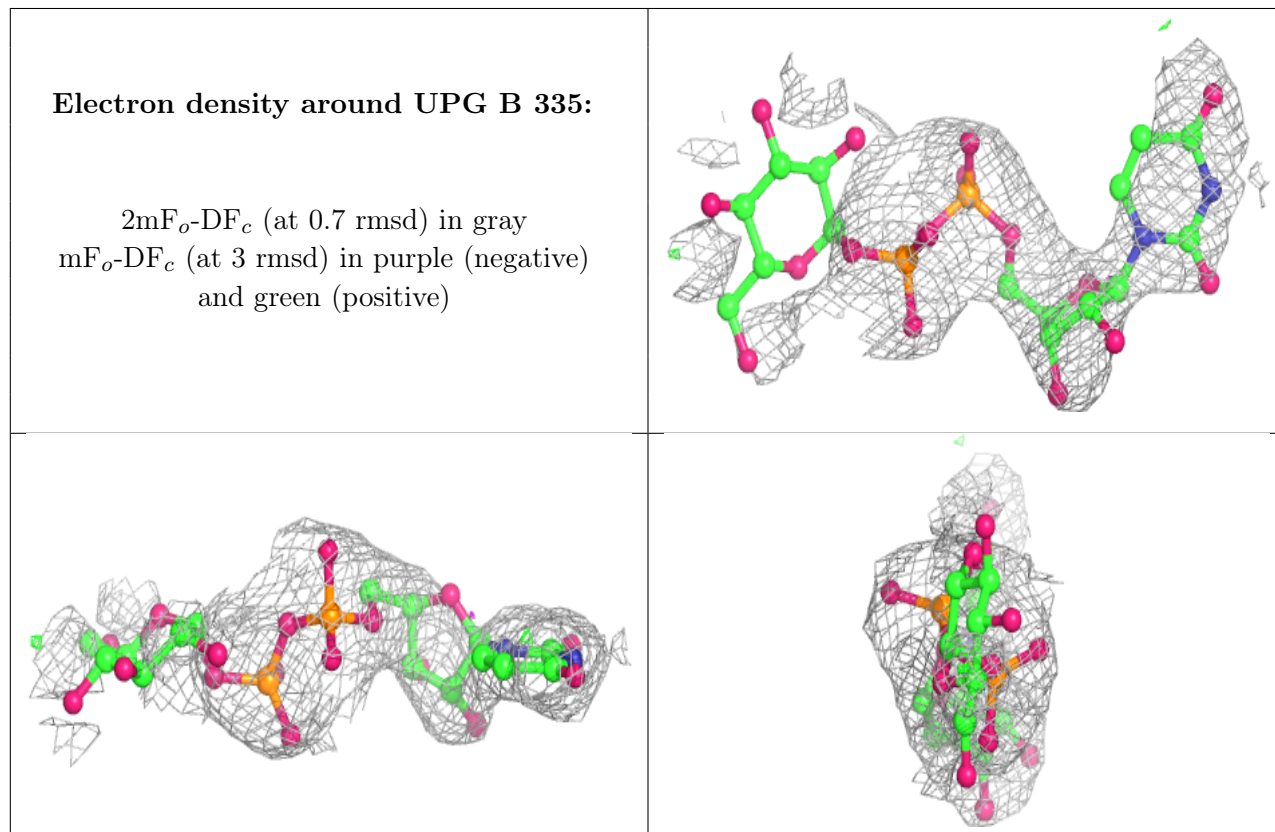 Electron density around UPG B 335:
2mFo-DFc (at 0.7 rmsd) in gray
mFo-DFc (at 3 rmsd) in purple (negative)
and green (positive)